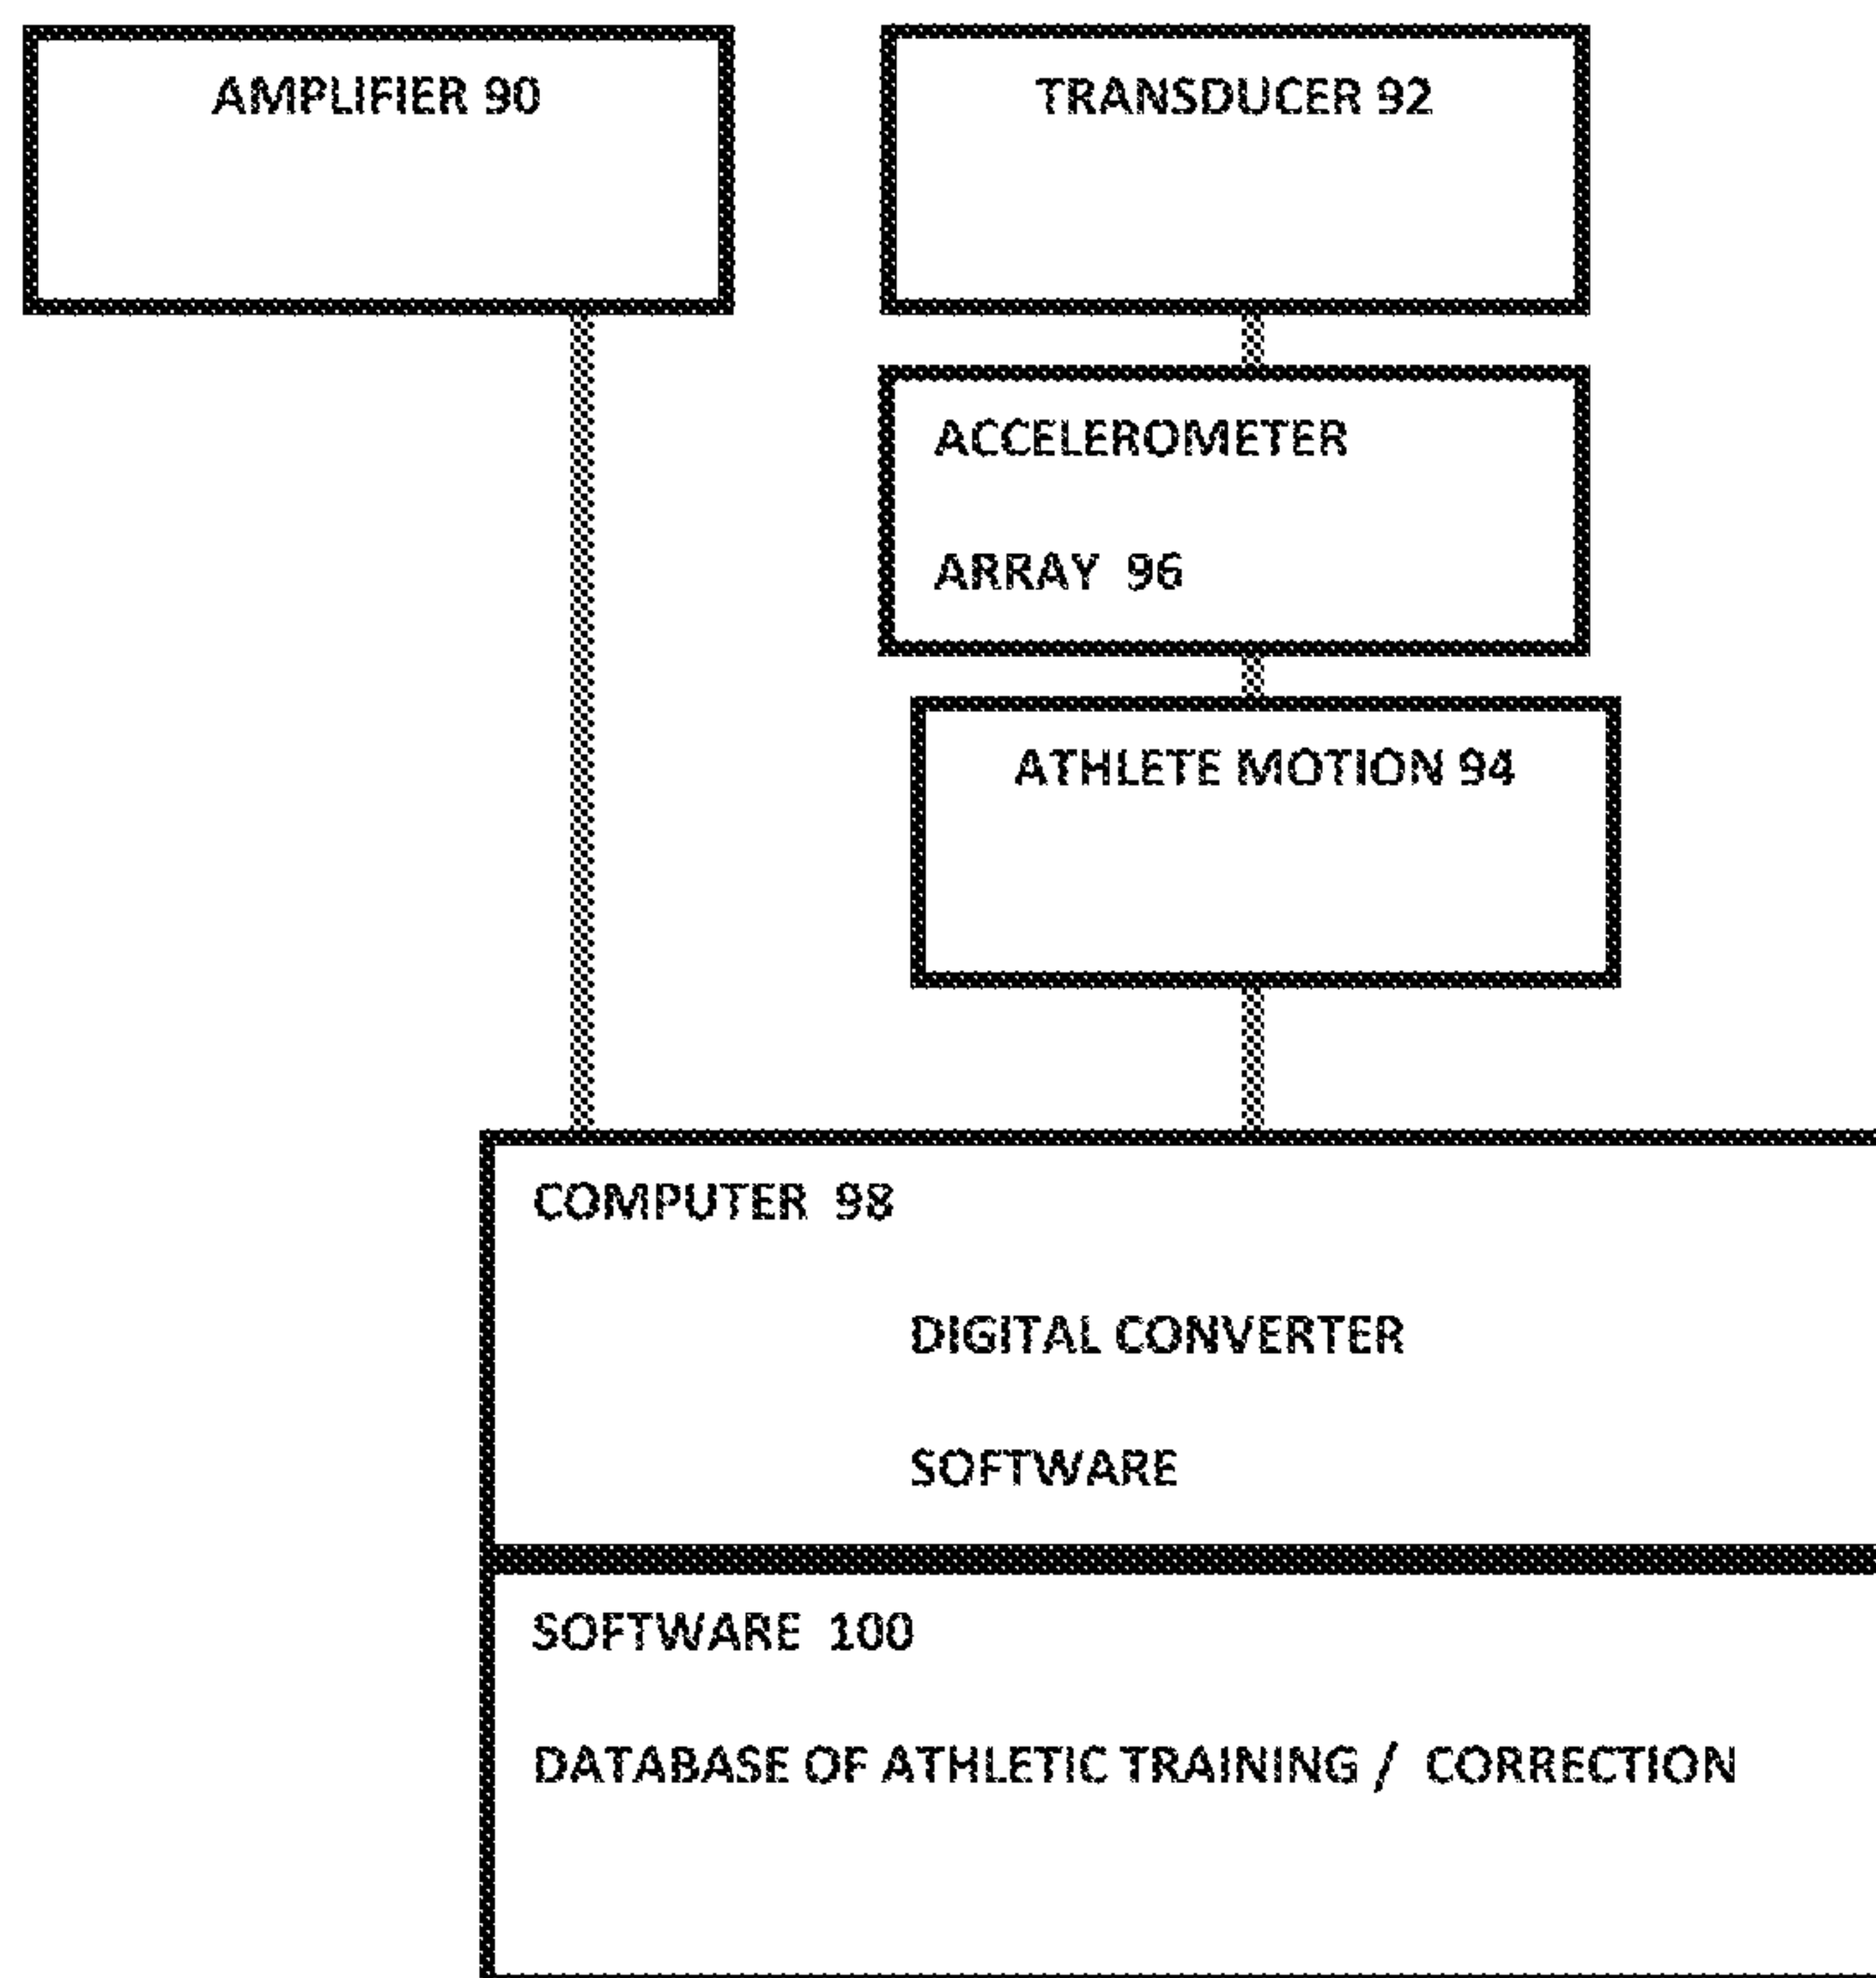 AMPLIFIER 90
TRANSDUCER 92
ACCELEROMETER
ARRAY 96
ATHLETE MOTION 94
COMPUTER 98
DIGITAL CONVERTER
SOFTWARE
SOFTWARE 100
DATABASE OF ATHLETIC TRAINING / CORRECTION